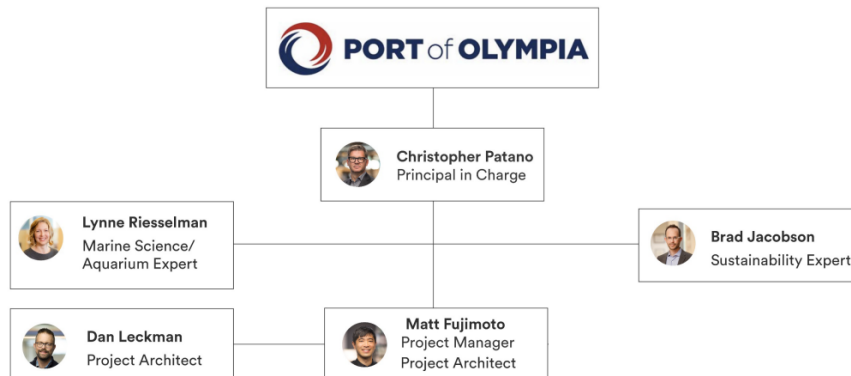 PORT of OLYMPIA
Christopher Patano
Principal in Charge
Lynne Riesselman
Marine Science/
Aquarium Expert
Brad Jacobson
Sustainability Expert
Dan Leckman
Project Architect
Matt Fujimoto
Project Manager
Project Architect